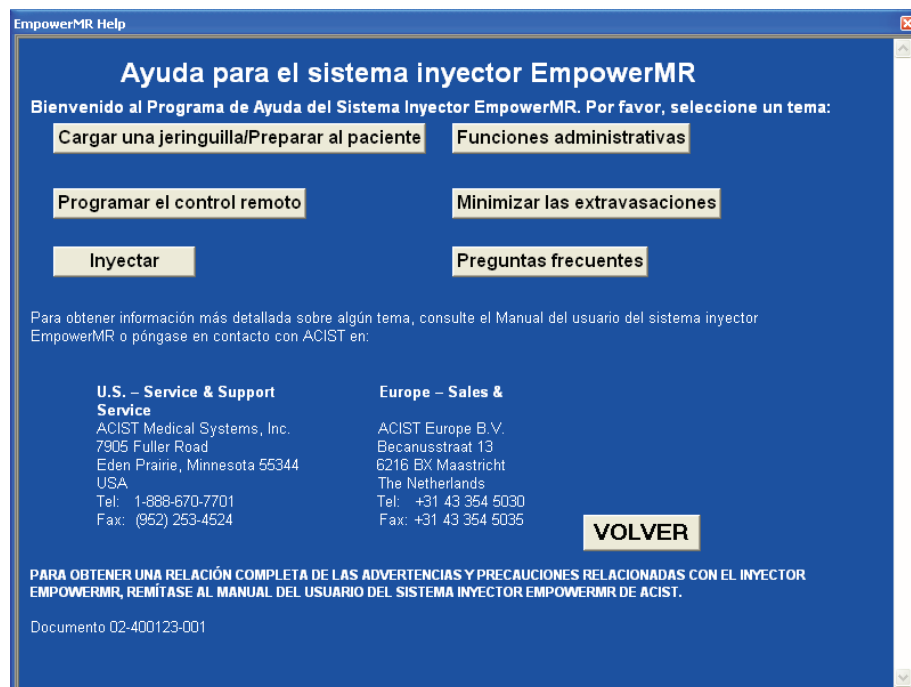 EmpowerMR Help
Ayuda para el sistema inyector EmpowerMR
Bienvenido al Programa de Ayuda del Sistema Inyector EmpowerMR. Por favor, seleccione un tema:
Cargar una jeringuilla/Preparar al paciente
Funciones administrativas
Programar el control remoto
Minimizar las extravasaciones
Inyectar
Preguntas frecuentes
Para obtener información más detallada sobre algún tema, consulte el Manual del usuario del sistema inyector
EmpowerMR o póngase en contacto con ACIST en:
U.S. – Service & Support
Service
ACIST Medical Systems, Inc.
7905 Fuller Road
Eden Prairie, Minnesota 55344
USA
Tel: 1-888-670-7701
Fax: (952) 253-4524
Europe – Sales &
ACIST Europe B.V.
Becanusstraat 13
6216 BX Maastricht
The Netherlands
Tel: +31 43 354 5030
Fax: +31 43 354 5035
VOLVER
PARA OBTENER UNA RELACIÓN COMPLETA DE LAS ADVERTENCIAS Y PRECAUCIONES RELACIONADAS CON EL INYECTOR
EMPOWERMR, REMÍTASE AL MANUAL DEL USUARIO DEL SISTEMA INYECTOR EMPOWERMR DE ACIST.
Documento 02-400123-001